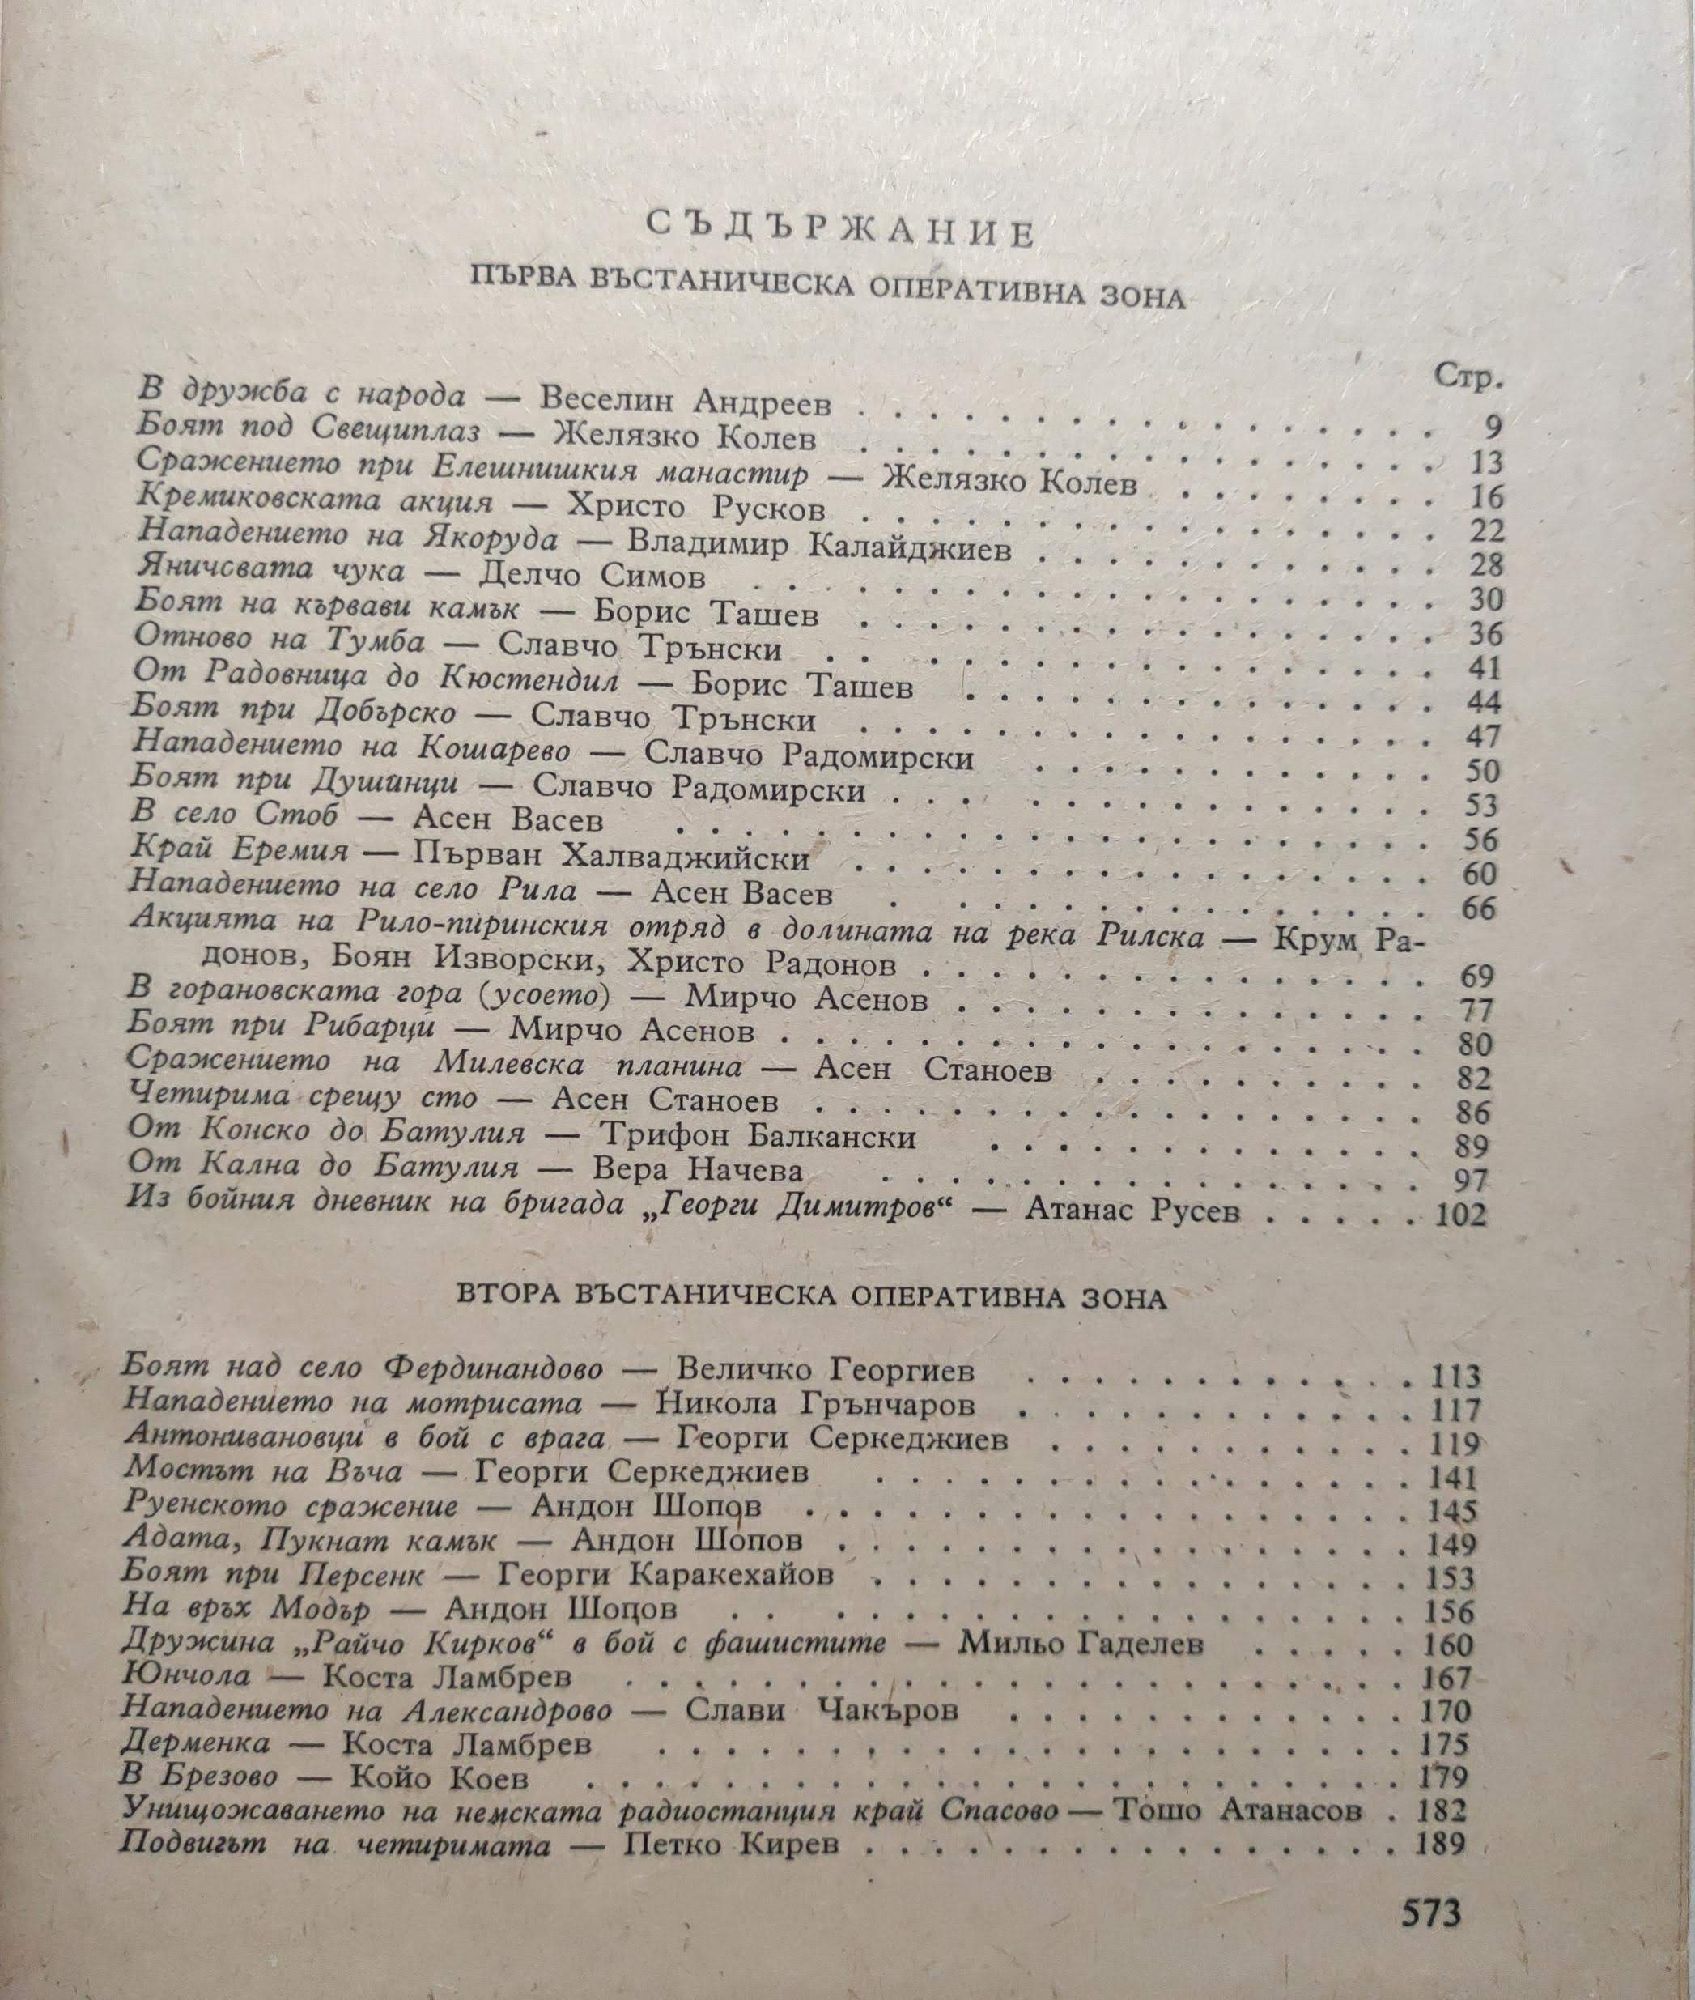 СЪДЪРЖАНИЕ
ПЪРВА ВЪСТАНИЧЕСКА ОПЕРАТИВНА ЗОНА
Стр.
В дружба с народа — Веселин Андреев . . . . . . . . . . . . . . . . . 9
Боят под Свещиплаз — Желязко Колев . . . . . . . . . . . . . . . . . 13
Сражението при Елешнишкия манастир — Желязко Колев . . . . . . . . 16
Кремиковската акция — Христо Русков . . . . . . . . . . . . . . . . . 22
Нападението на Якоруда — Владимир Калайджиев . . . . . . . . . . . . 28
Яничовата чука — Делчо Симов . . . . . . . . . . . . . . . . . . . . 30
Боят на кървави камък — Борис Ташев . . . . . . . . . . . . . . . . . 36
Отново на Тумба — Славчо Трънски . . . . . . . . . . . . . . . . . 41
От Радовница до Кюстендил — Борис Ташев . . . . . . . . . . . . . . 44
Боят при Добърско — Славчо Трънски . . . . . . . . . . . . . . . . . 47
Нападението на Кошарево — Славчо Радомирски . . . . . . . . . . . . 50
Боят при Душинци — Славчо Радомирски . . . . . . . . . . . . . . . 53
В село Стоб — Асен Васев . . . . . . . . . . . . . . . . . . . . . . 56
Край Еремия — Първан Халваджийски . . . . . . . . . . . . . . . . . 60
Нападението на село Рила — Асен Васев . . . . . . . . . . . . . . . 66
Акцията на Рило-пиринския отряд в долината на река Рилска — Крум Ра-
донов, Боян Изворски, Христо Радонов . . . . . . . . . . . . . . . 69
В горановската гора (усоето) — Мирчо Асенов . . . . . . . . . . . . . . 77
Боят при Рибарци — Мирчо Асенов . . . . . . . . . . . . . . . . . . . 80
Сражението на Милевска планина — Асен Станоев . . . . . . . . . . 82
Четирима срещу сто — Асен Станоев . . . . . . . . . . . . . . . . . . 86
От Конско до Батулия — Трифон Балкански . . . . . . . . . . . . . 89
От Кална до Батулия — Вера Начева . . . . . . . . . . . . . . . . 97
Из бойния дневник на бригада „Георги Димитров“ — Атанас Русев . . . . . 102
ВТОРА ВЪСТАНИЧЕСКА ОПЕРАТИВНА ЗОНА
Боят над село Фердинандово — Величко Георгиев . . . . . . . . . . . . 113
Нападението на мотрисата — Никола Грънчаров . . . . . . . . . . . . 117
Антонивановци в бой с врага — Георги Серкеджиев . . . . . . . . . . . 119
Мостът на Въча — Георги Серкеджиев . . . . . . . . . . . . . . . . 141
Руенското сражение — Андон Шопов . . . . . . . . . . . . . . . . . . 145
Адата, Пукнат камък — Андон Шопов . . . . . . . . . . . . . . . . . 149
Боят при Персенк — Георги Каракехайов . . . . . . . . . . . . . . . . 153
На връх Модър — Андон Шопов . . . . . . . . . . . . . . . . . . . 156
Дружина „Райчо Кирков“ в бой с фашистите — Мильо Гаделев . . . . . 160
Юнчола — Коста Ламбрев . . . . . . . . . . . . . . . . . . . . . . . 167
Нападението на Александрово — Слави Чакъров . . . . . . . . . . . . 170
Дерменка — Коста Ламбрев . . . . . . . . . . . . . . . . . . . . . . 175
В Брезово — Койо Коев . . . . . . . . . . . . . . . . . . . . . . . . 179
Унищожаването на немската радиостанция край Спасово — Тошо Атанасов . 182
Подвигът на четиримата — Петко Кирев . . . . . . . . . . . . . . . . 189
573